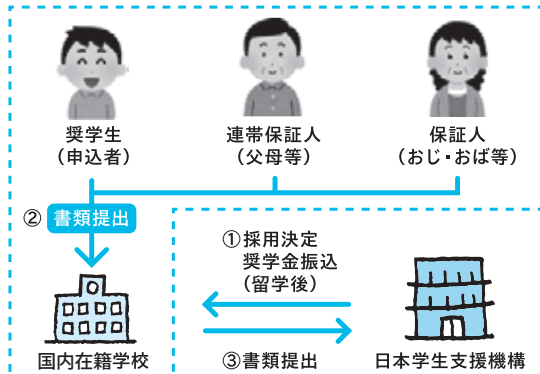 奨学生
(申込者)
連帯保証人
(父母等)
保証人
(おじ・おば等)
② 書類提出
①採用決定
奨学金振込
(留学後)
③書類提出
国内在籍学校
日本学生支援機構